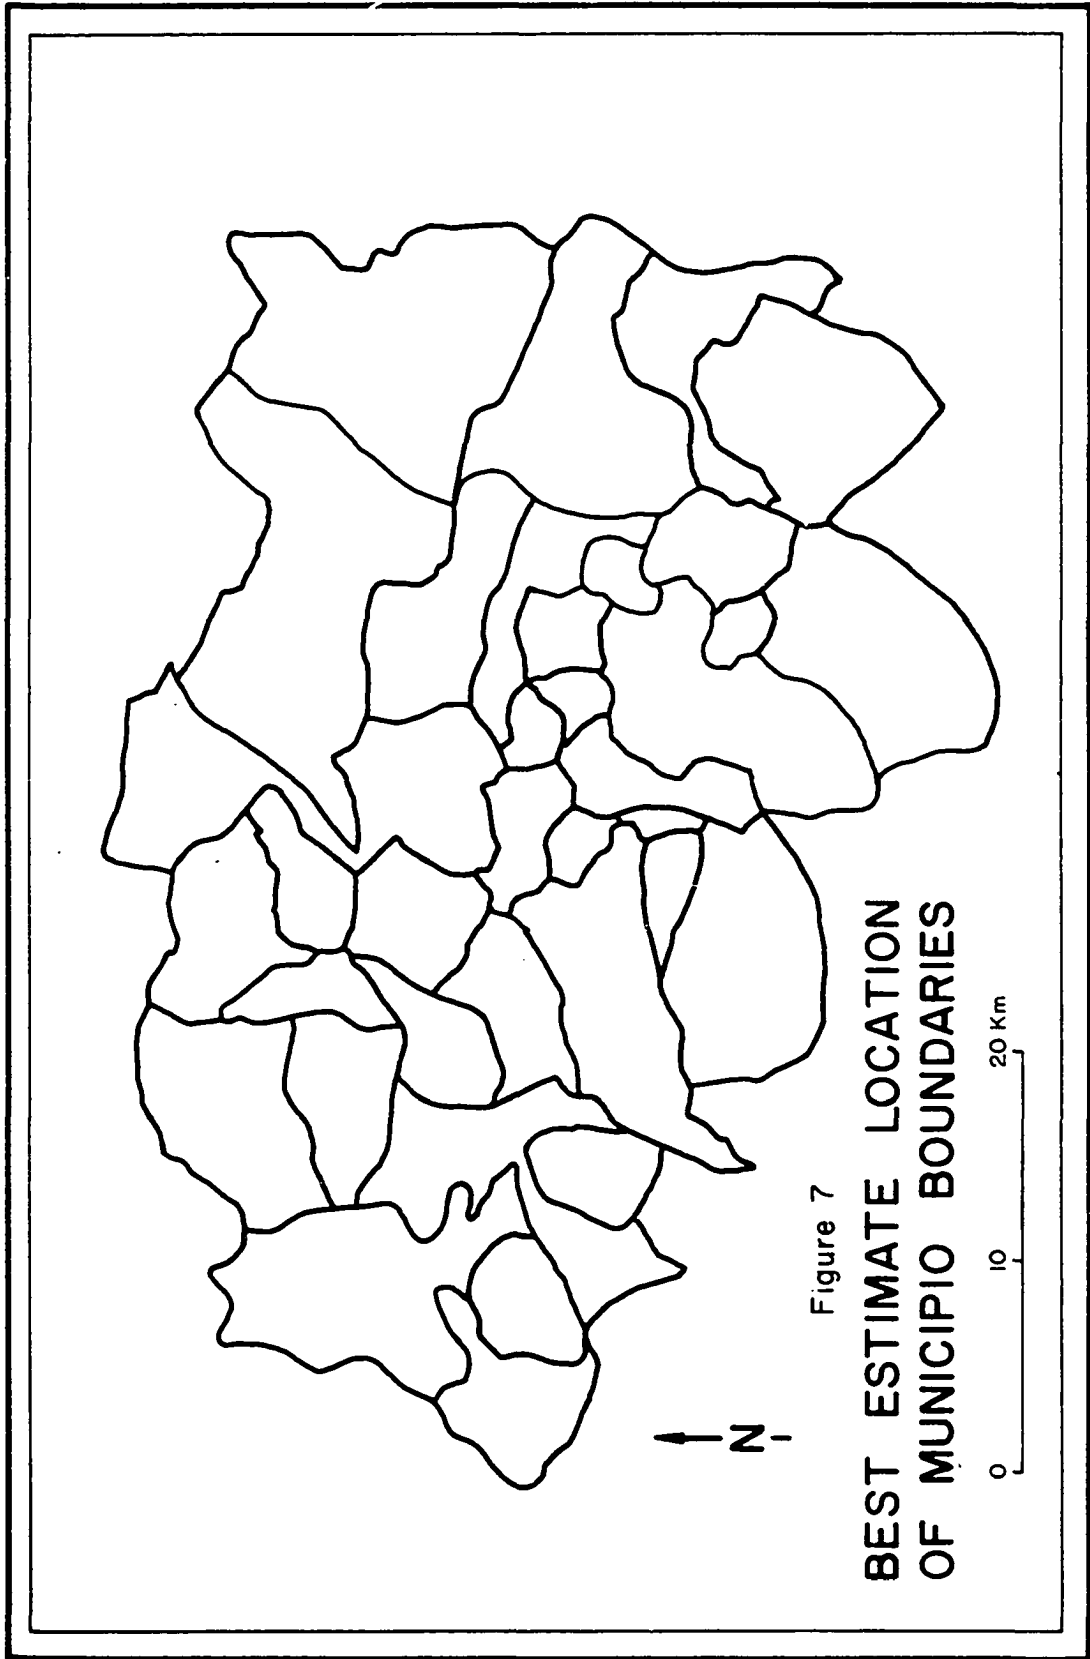 Figure 7
BEST ESTIMATE LOCATION
OF MUNICIPIO BOUNDARIES
0 10 20 Km
N